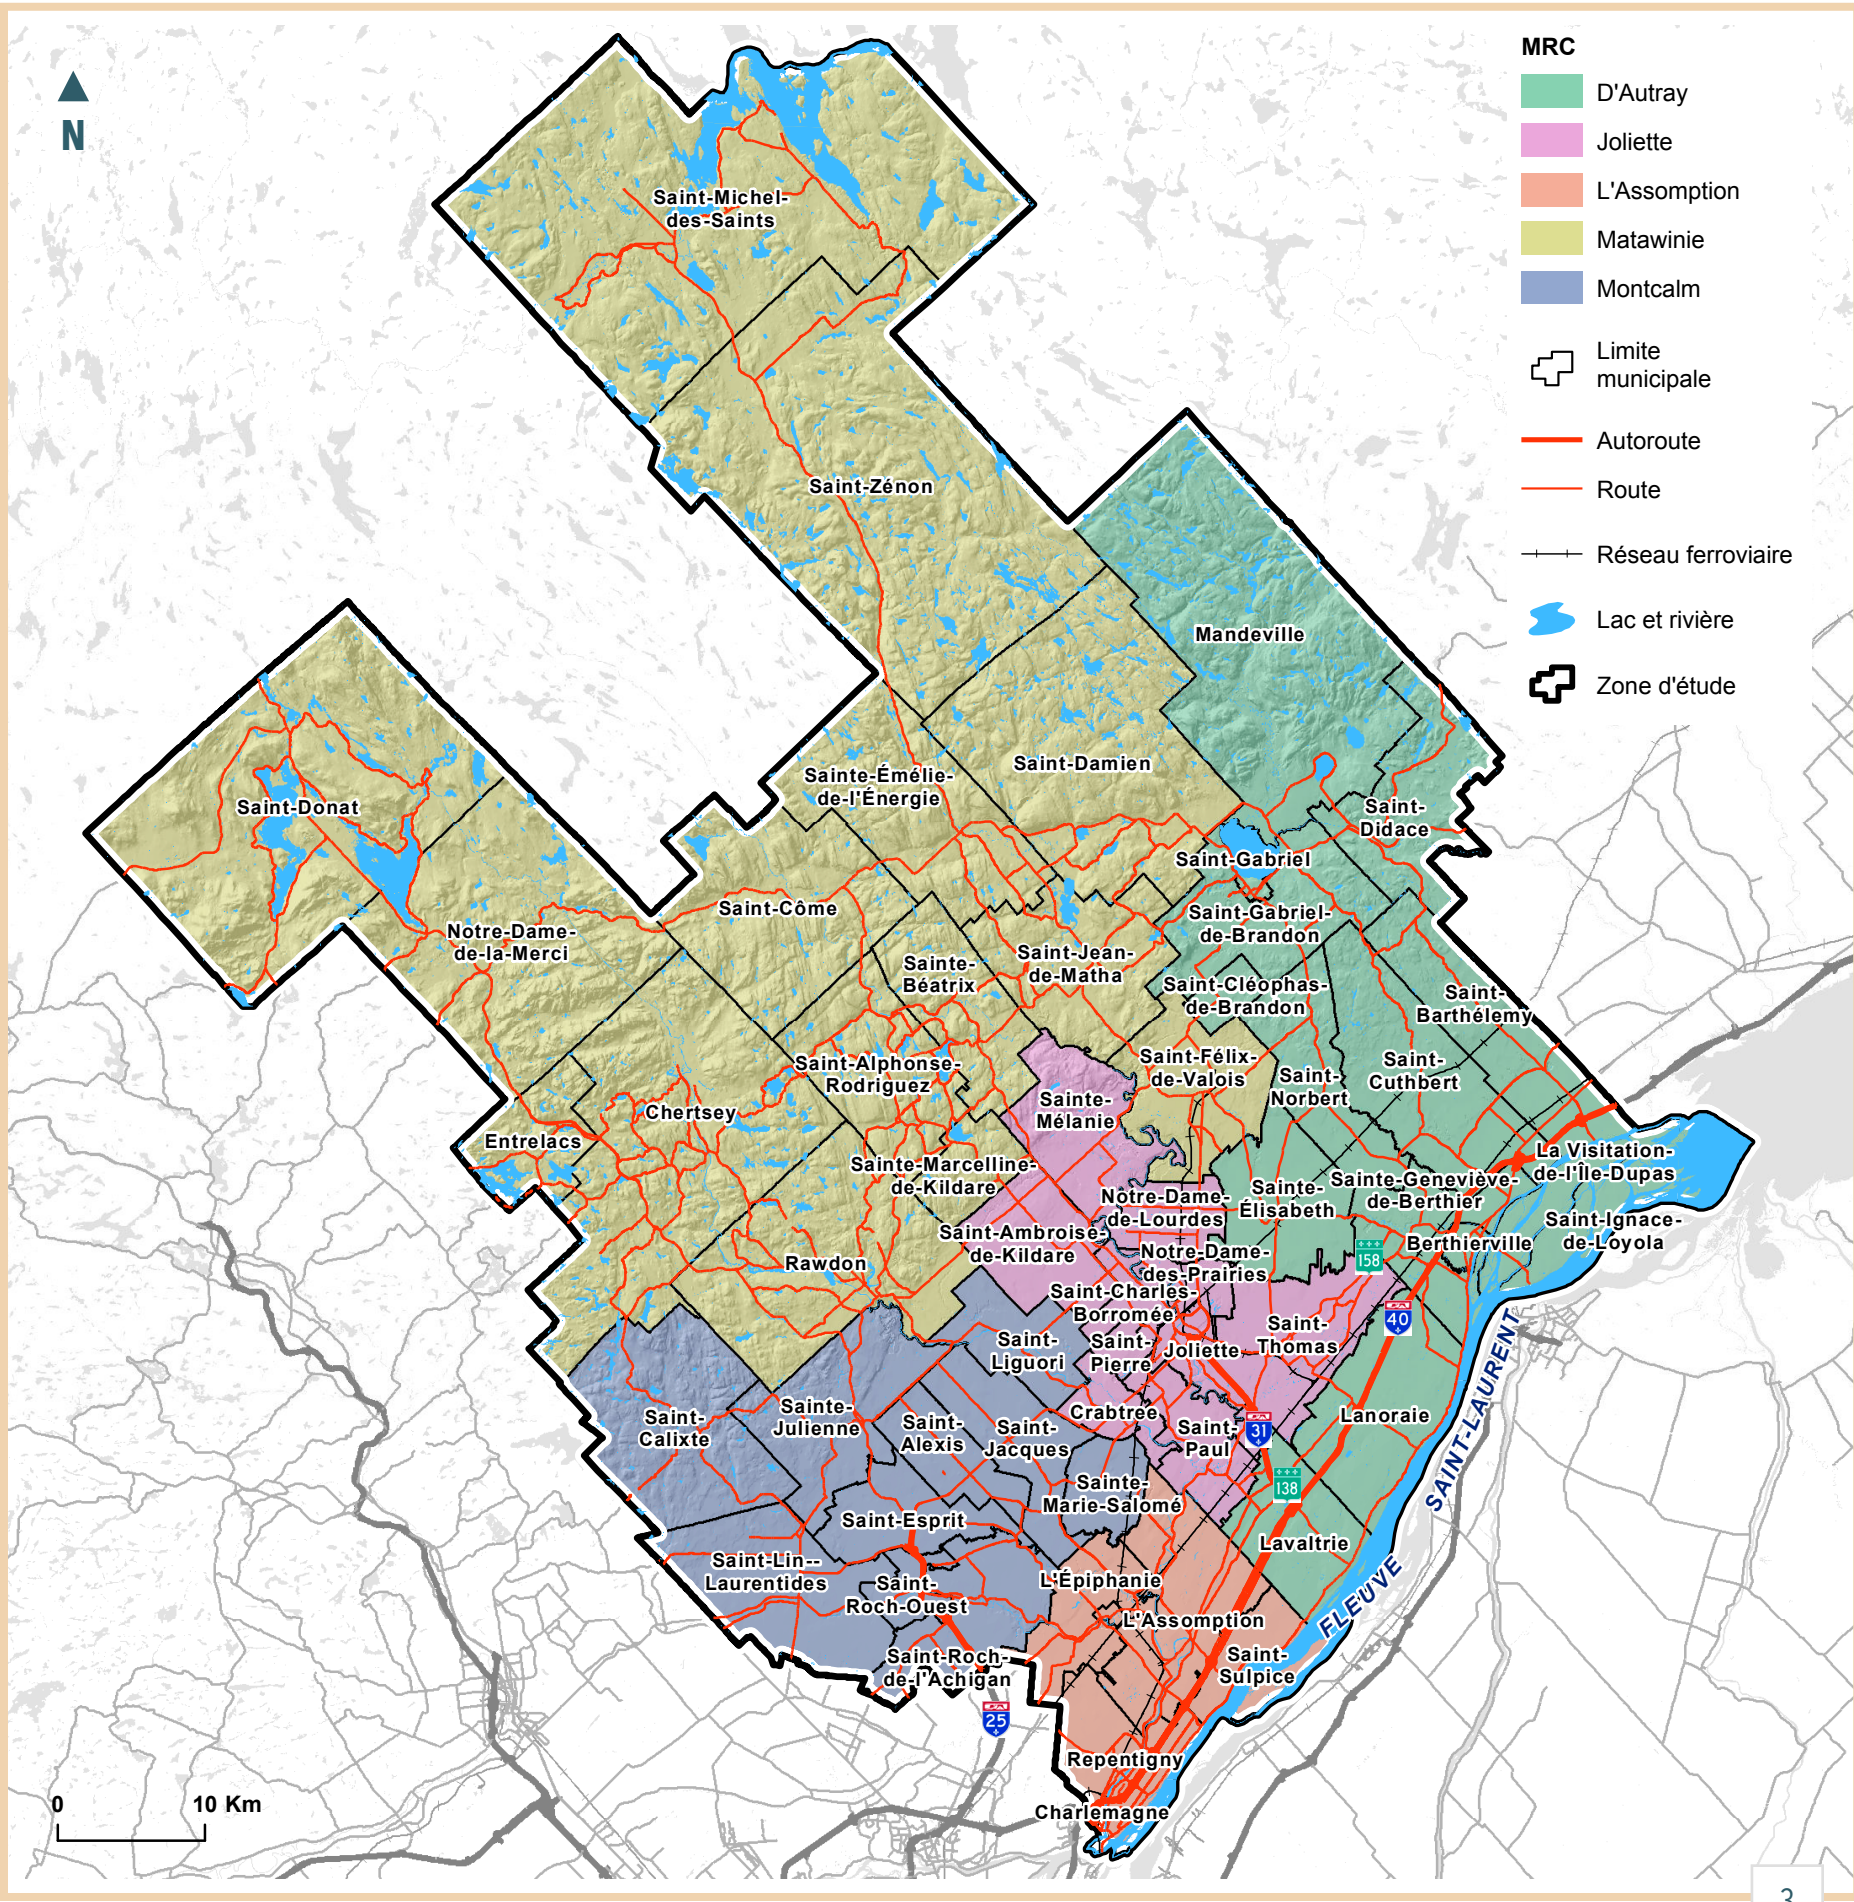 N
MRC
D'Autray
Joliette
L'Assomption
Matawinie
Montcalm
Limite
municipale
Autoroute
Route
Réseau ferroviaire
Lac et rivière
Zone d'étude
Saint-Michel-
des-Saints
Saint-Zénon
Mandeville
Saint-Damien
Sainte-Émélie-
de-l'Énergie
Saint-Donat
Saint-
Didace
Saint-Gabriel
Saint-Côme
Saint-Gabriel-
de-Brandon
Notre-Dame-
de-la-Merci
Saint-Jean-
de-Matha
Sainte-
Béatrix
Saint-Cléophas-
de-Brandon
Saint-
Barthélemy
Saint-Félix-
de-Valois
Saint-
Cuthbert
Saint-Alphonse-
Rodriguez
Saint-
Norbert
Chertsey
Sainte-
Mélanie
Entrelacs
La Visitation-
de-l'Île-Dupas
Sainte-Marcelline-
de-Kildare
Sainte-Geneviève-
de-Berthier
Sainte-
Élisabeth
Notre-Dame-
de-Lourdes
Saint-Ignace-
de-Loyola
Saint-Ambroise-
de-Kildare
Berthierville
Notre-Dame-
des-Prairies
158
Rawdon
Saint-Charles-
Borromée
40
Saint-
Thomas
Saint-
Liguori
Saint-
Pierre
Joliette
SAINT-LAURENT
Sainte-
Julienne
Saint-
Calixte
Crabtree
Lanoraie
Saint-
Alexis
Saint-
Jacques
Saint-
Paul
31
138
Sainte-
Marie-Salomé
Saint-Esprit
Lavaltrie
Saint-Lin--
Laurentides
L'Épiphanie
Saint-
Roch-Ouest
FLEUVE
L'Assomption
Saint-Roch-
de-l'Achigan
Saint-
Sulpice
25
Repentigny
Charlemagne
0 10 Km
3